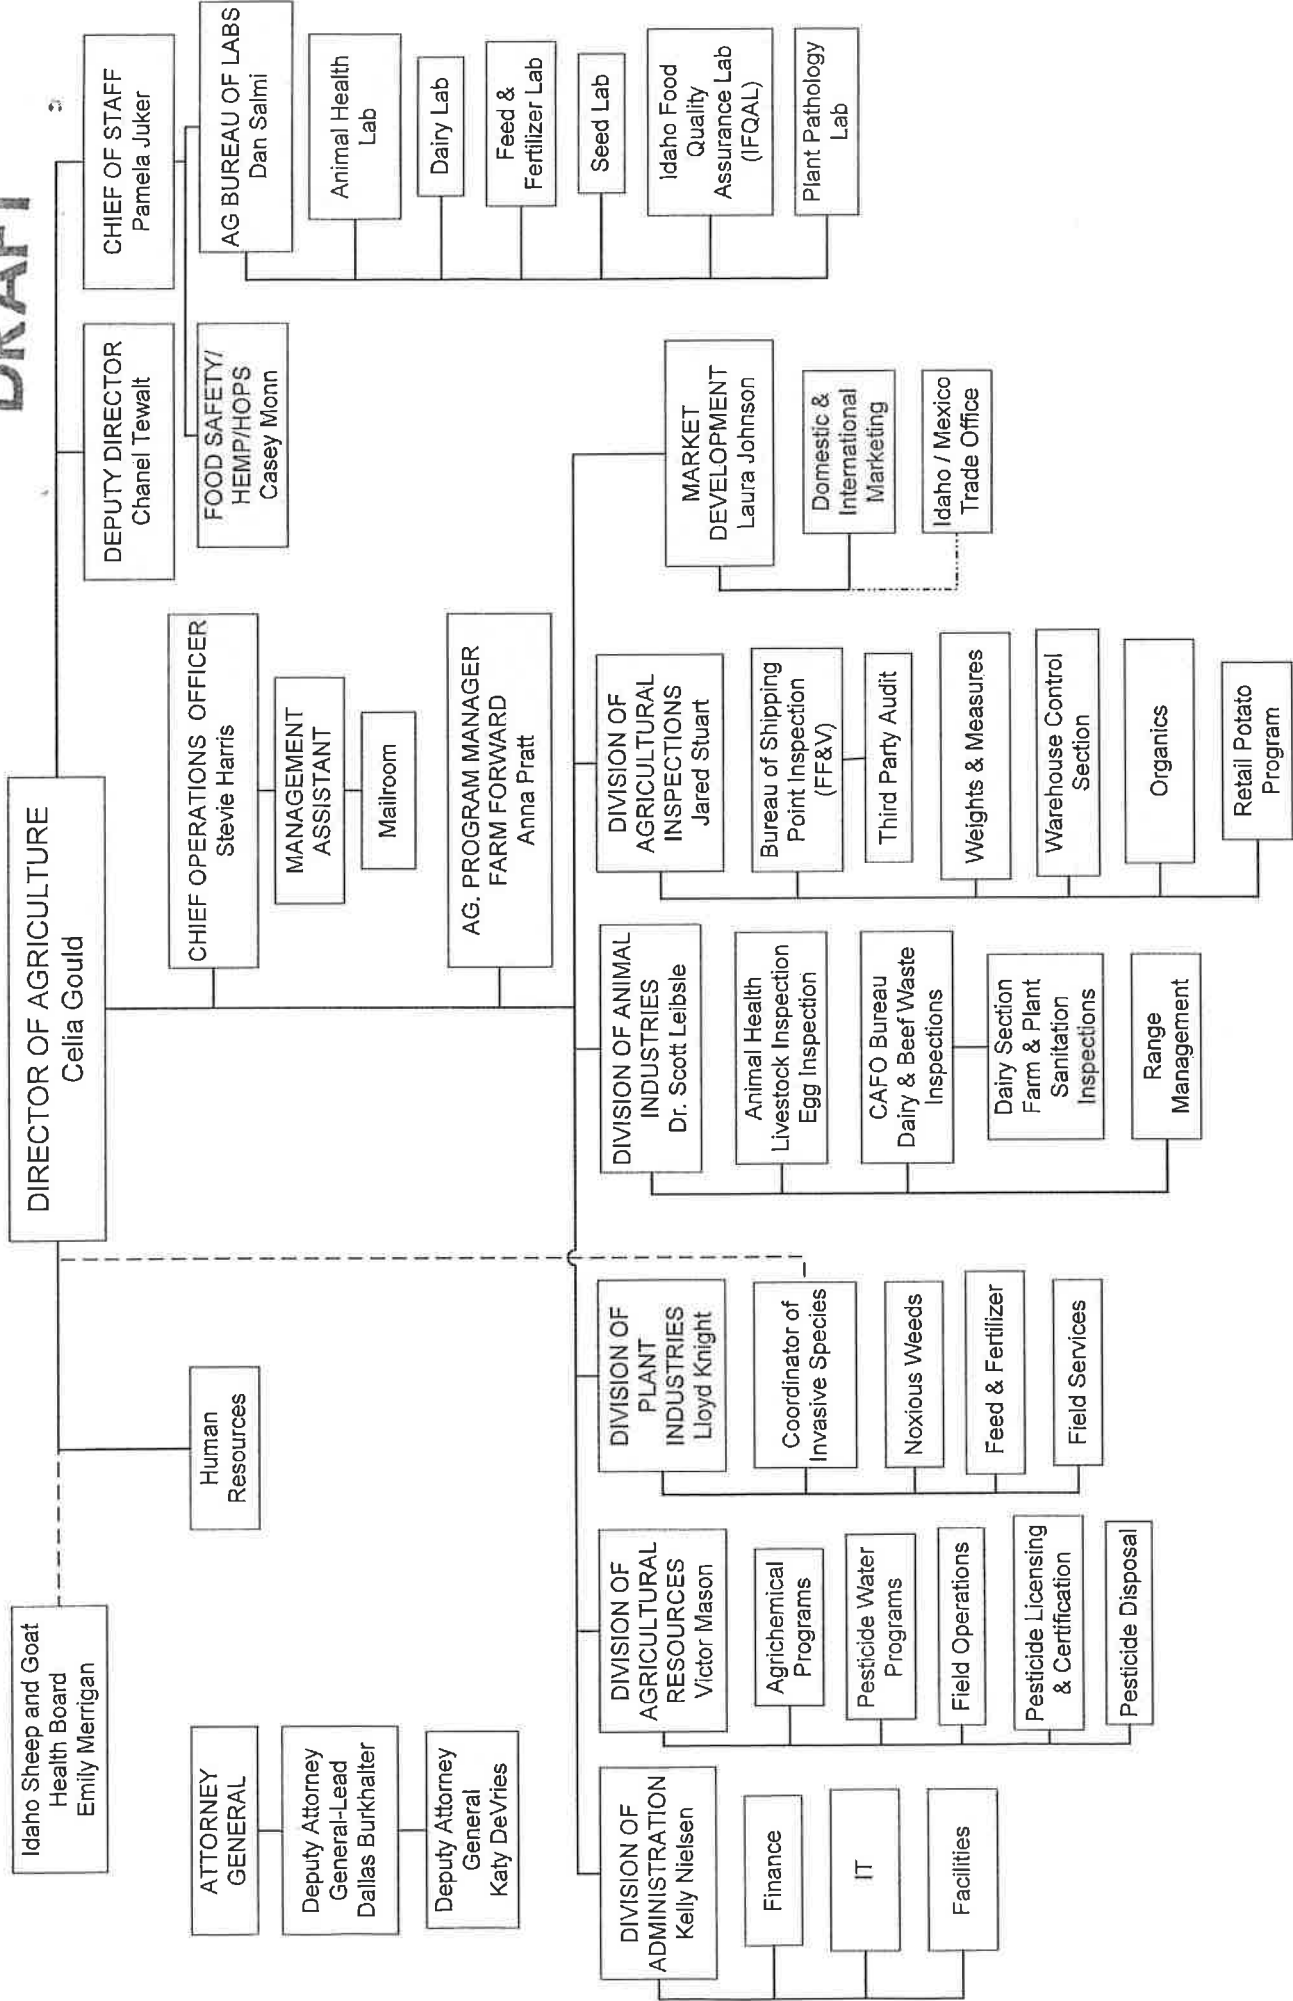 DRAFT
DIRECTOR OF AGRICULTURE
Celia Gould
Idaho Sheep and Goat
Health Board
Emily Merrigan
Human
Resources
ATTORNEY
GENERAL
Deputy Attorney
General-Lead
Dallas Burkhalter
Deputy Attorney
General
Katy DeVries
CHIEF OPERATIONS OFFICER
Stevie Harris
MANAGEMENT
ASSISTANT
Mailroom
AG. PROGRAM MANAGER
FARM FORWARD
Anna Pratt
DEPUTY DIRECTOR
Chanel Tewalt
CHIEF OF STAFF
Pamela Juker
FOOD SAFETY/
HEMP/HOPS
Casey Monn
AG BUREAU OF LABS
Dan Salmi
Animal Health
Lab
Dairy Lab
Feed &
Fertilizer Lab
Seed Lab
Idaho Food
Quality
Assurance Lab
(IFQAL)
Plant Pathology
Lab
DIVISION OF
ADMINISTRATION
Kelly Nielsen
Finance
IT
Facilities
DIVISION OF
AGRICULTURAL
RESOURCES
Victor Mason
Agrichemical
Programs
Pesticide Water
Programs
Field Operations
Pesticide Licensing
& Certification
Pesticide Disposal
DIVISION OF
PLANT
INDUSTRIES
Lloyd Knight
Coordinator of
Invasive Species
Noxious Weeds
Feed & Fertilizer
Field Services
DIVISION OF ANIMAL
INDUSTRIES
Dr. Scott Leibsle
Animal Health
Livestock Inspection
Egg Inspection
CAFO Bureau
Dairy & Beef Waste
Inspections
Dairy Section
Farm & Plant
Sanitation
Inspections
Range
Management
DIVISION OF
AGRICULTURAL
INSPECTIONS
Jared Stuart
Bureau of Shipping
Point Inspection
(FF&V)
Third Party Audit
Weights & Measures
Warehouse Control
Section
Organics
Retail Potato
Program
MARKET
DEVELOPMENT
Laura Johnson
Domestic &
International
Marketing
Idaho / Mexico
Trade Office